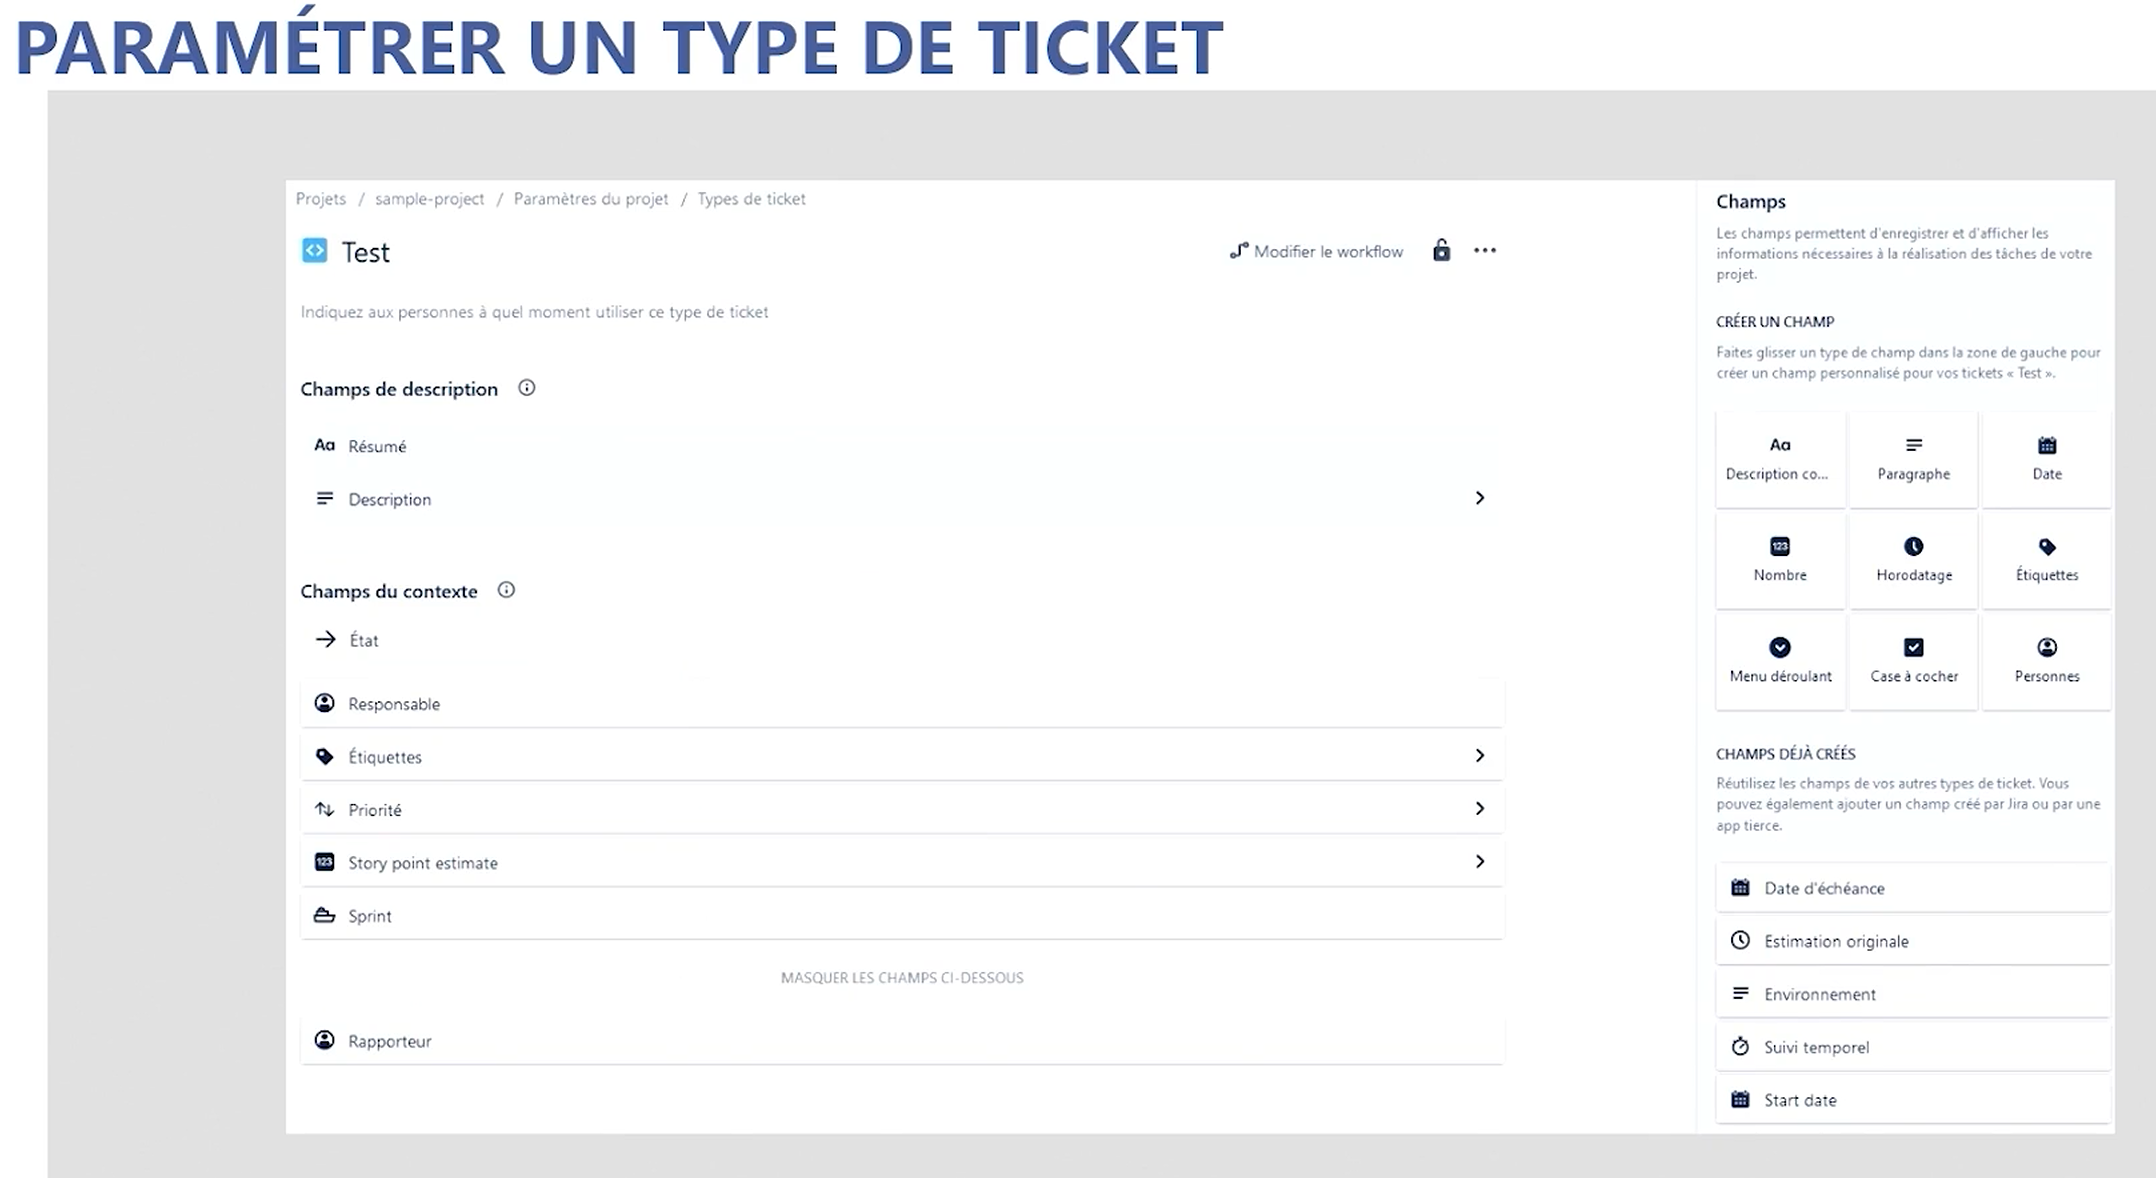 PARAMÉTRER UN TYPE DE TICKET
Projets / sample-project / Paramètres du projet / Types de ticket
Test
Modifier le workflow
Indiquez aux personnes à quel moment utiliser ce type de ticket
Champs de description
Aa Résumé
Description
Champs du contexte
État
Responsable
Étiquettes
Priorité
123 Story point estimate
Sprint
MASQUER LES CHAMPS CI-DESSOUS
Rapporteur
Champs
Les champs permettent d'enregistrer et d'afficher les
informations nécessaires à la réalisation des tâches de votre
projet.
CRÉER UN CHAMP
Faites glisser un type de champ dans la zone de gauche pour
créer un champ personnalisé pour vos tickets « Test ».
Aa
Description co...
Paragraphe
Date
123
Nombre
Horodatage
Étiquettes
Menu déroulant
Case à cocher
Personnes
CHAMPS DÉJÀ CRÉÉS
Réutilisez les champs de vos autres types de ticket. Vous
pouvez également ajouter un champ créé par Jira ou par une
app tierce.
Date d'échéance
Estimation originale
Environnement
Suivi temporel
Start date